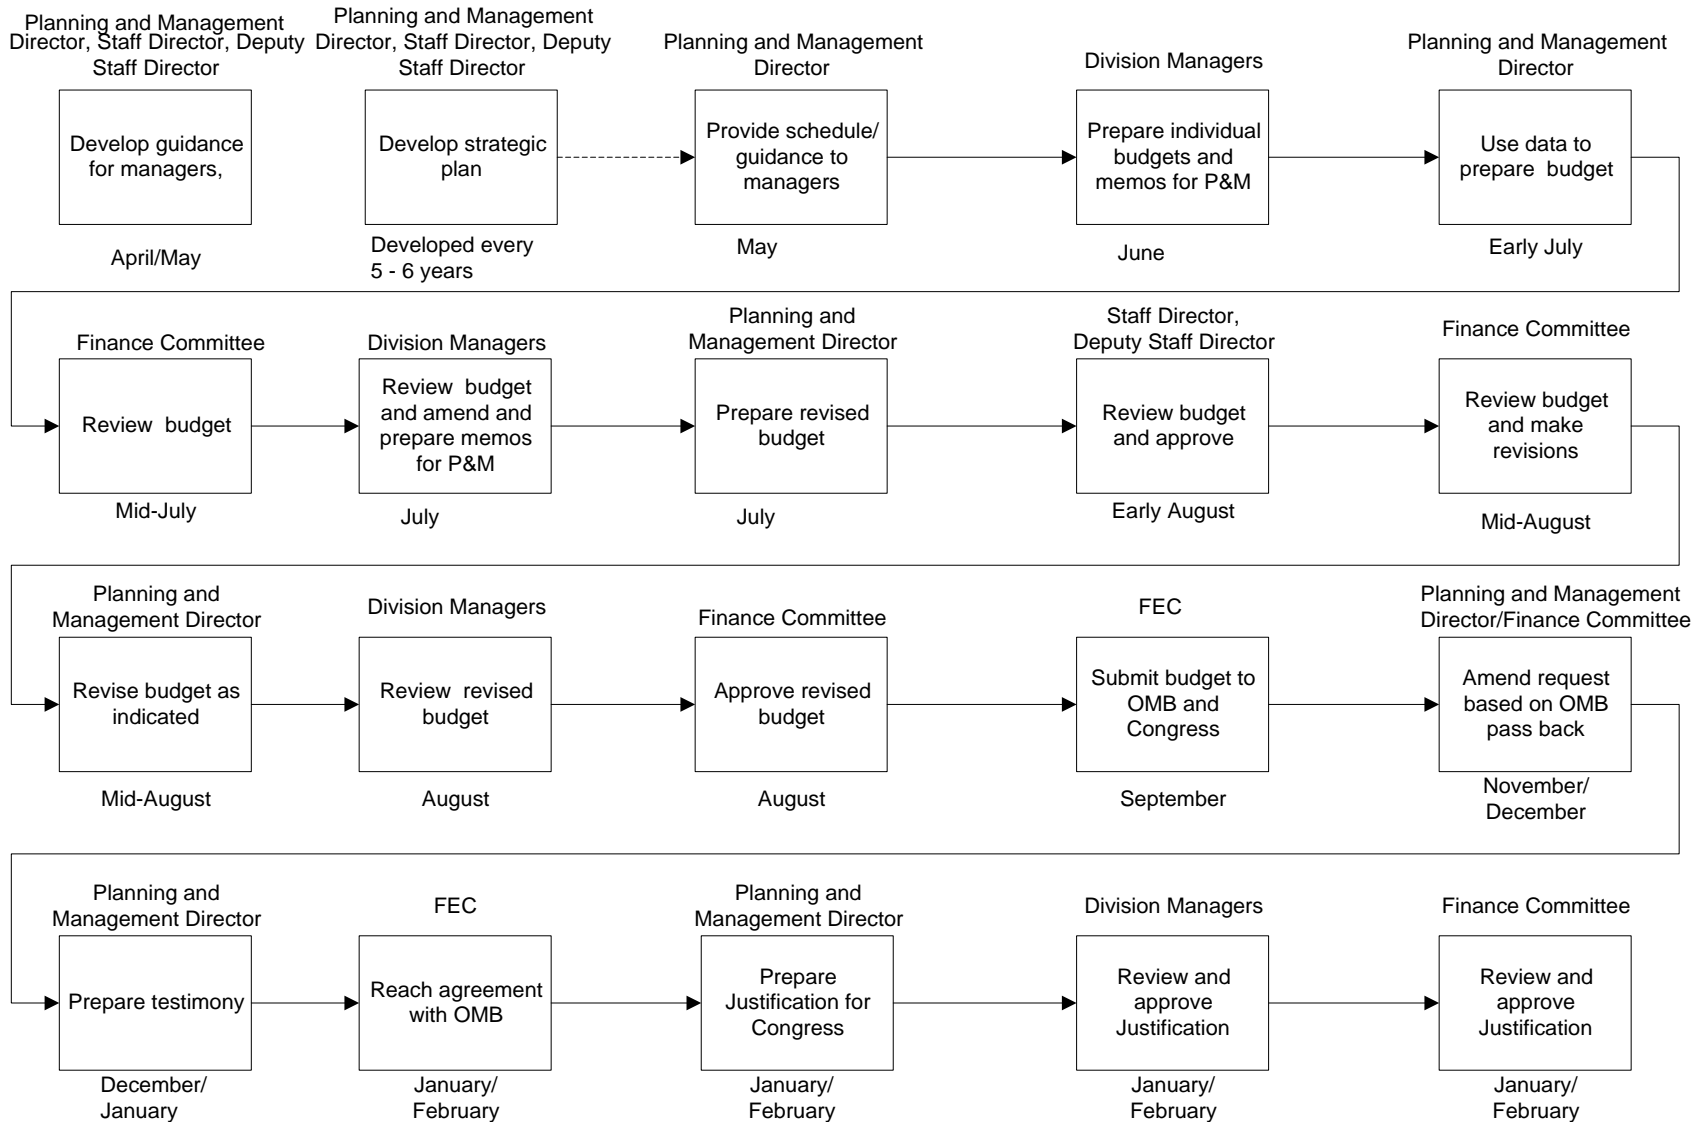 Planning and Management
Director, Staff Director, Deputy
Staff Director
Develop guidance
for managers,
April/May
Planning and Management
Director, Staff Director, Deputy
Staff Director
Develop strategic
plan
Developed every
5 - 6 years
Planning and Management
Director
Provide schedule/
guidance to
managers
May
Division Managers
Prepare individual
budgets and
memos for P&M
June
Planning and Management
Director
Use data to
prepare budget
Early July
Finance Committee
Review budget
Mid-July
Division Managers
Review budget
and amend and
prepare memos
for P&M
July
Planning and
Management Director
Prepare revised
budget
July
Staff Director,
Deputy Staff Director
Review budget
and approve
Early August
Finance Committee
Review budget
and make
revisions
Mid-August
Planning and
Management Director
Revise budget as
indicated
Mid-August
Division Managers
Review revised
budget
August
Finance Committee
Approve revised
budget
August
FEC
Submit budget to
OMB and
Congress
September
Planning and Management
Director/Finance Committee
Amend request
based on OMB
pass back
November/
December
Planning and
Management Director
Prepare testimony
December/
January
FEC
Reach agreement
with OMB
January/
February
Planning and
Management Director
Prepare
Justification for
Congress
January/
February
Division Managers
Review and
approve
Justification
January/
February
Finance Committee
Review and
approve
Justification
January/
February